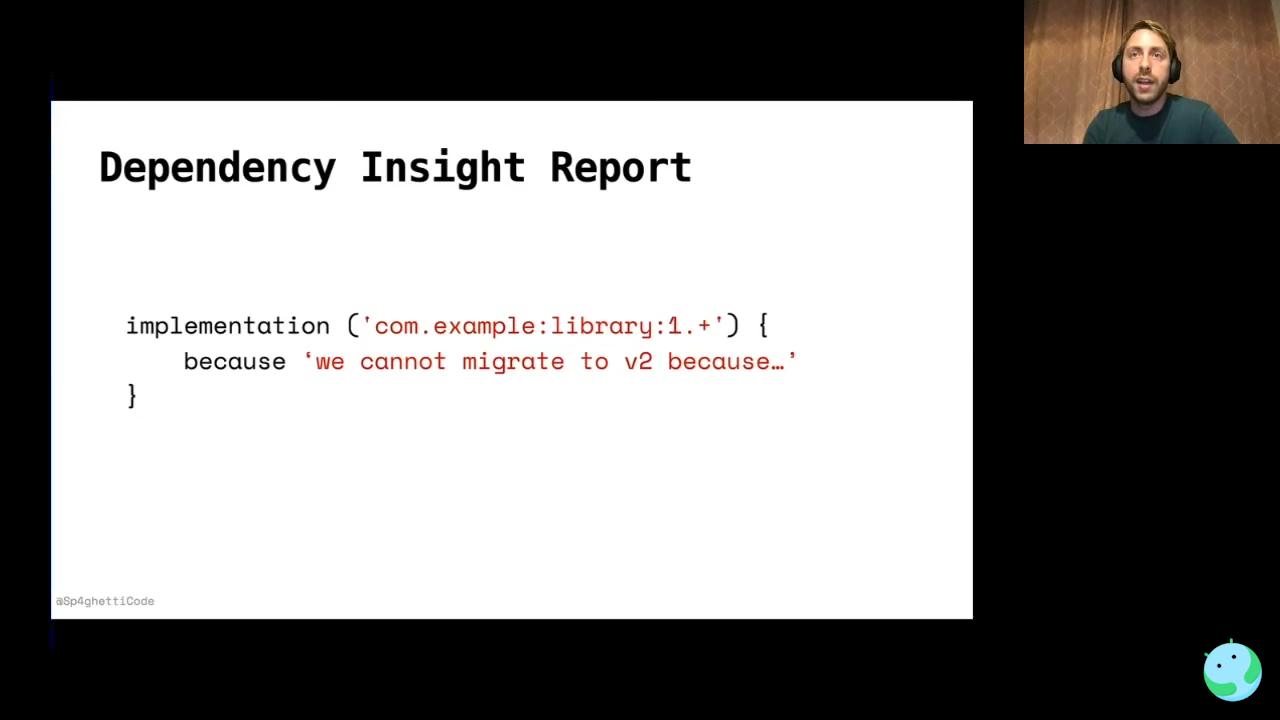 Dependency Insight Report
implementation ('com.example:library:1.+') {
because ‘we cannot migrate to v2 because…’
}
@Sp4ghettiCode